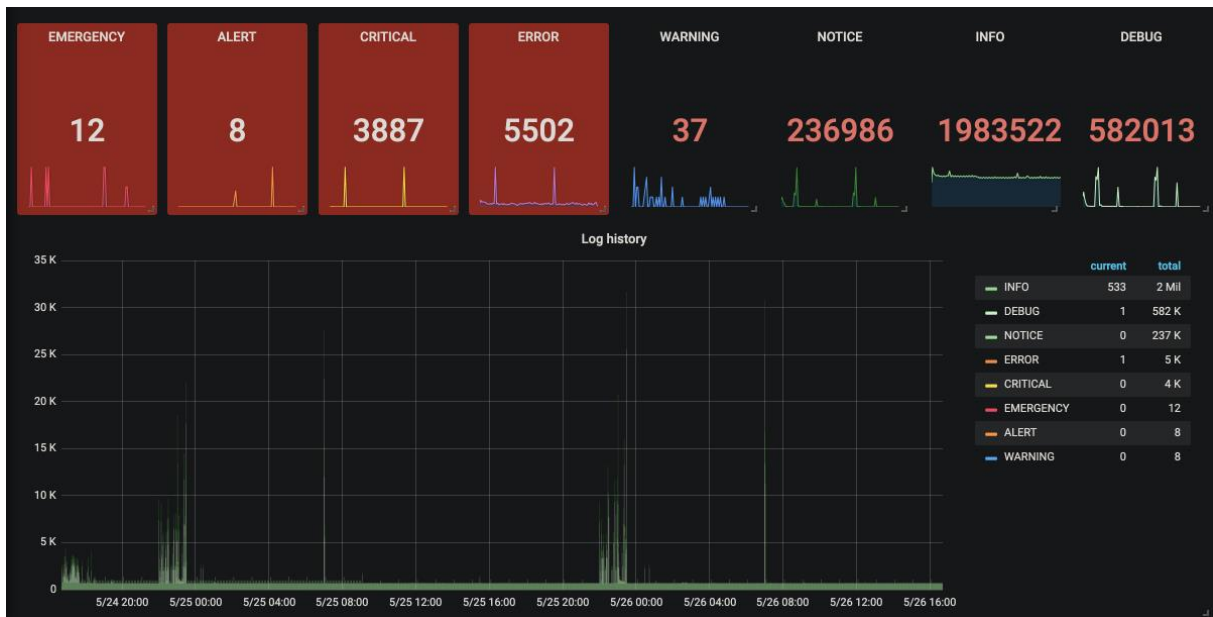 EMERGENCY ALERT CRITICAL ERROR WARNING NOTICE INFO DEBUG
12 8 3887 5502 37 236986 1983522 582013
Log history
35 K
30 K
25 K
20 K
15 K
10 K
5 K
0
5/24 20:00 5/25 00:00 5/25 04:00 5/25 08:00 5/25 12:00 5/25 16:00 5/25 20:00 5/26 00:00 5/26 04:00 5/26 08:00 5/26 12:00 5/26 16:00
current total
INFO 533 2 Mil
DEBUG 1 582 K
NOTICE 0 237 K
ERROR 1 5 K
CRITICAL 0 4 K
EMERGENCY 0 12
ALERT 0 8
WARNING 0 8